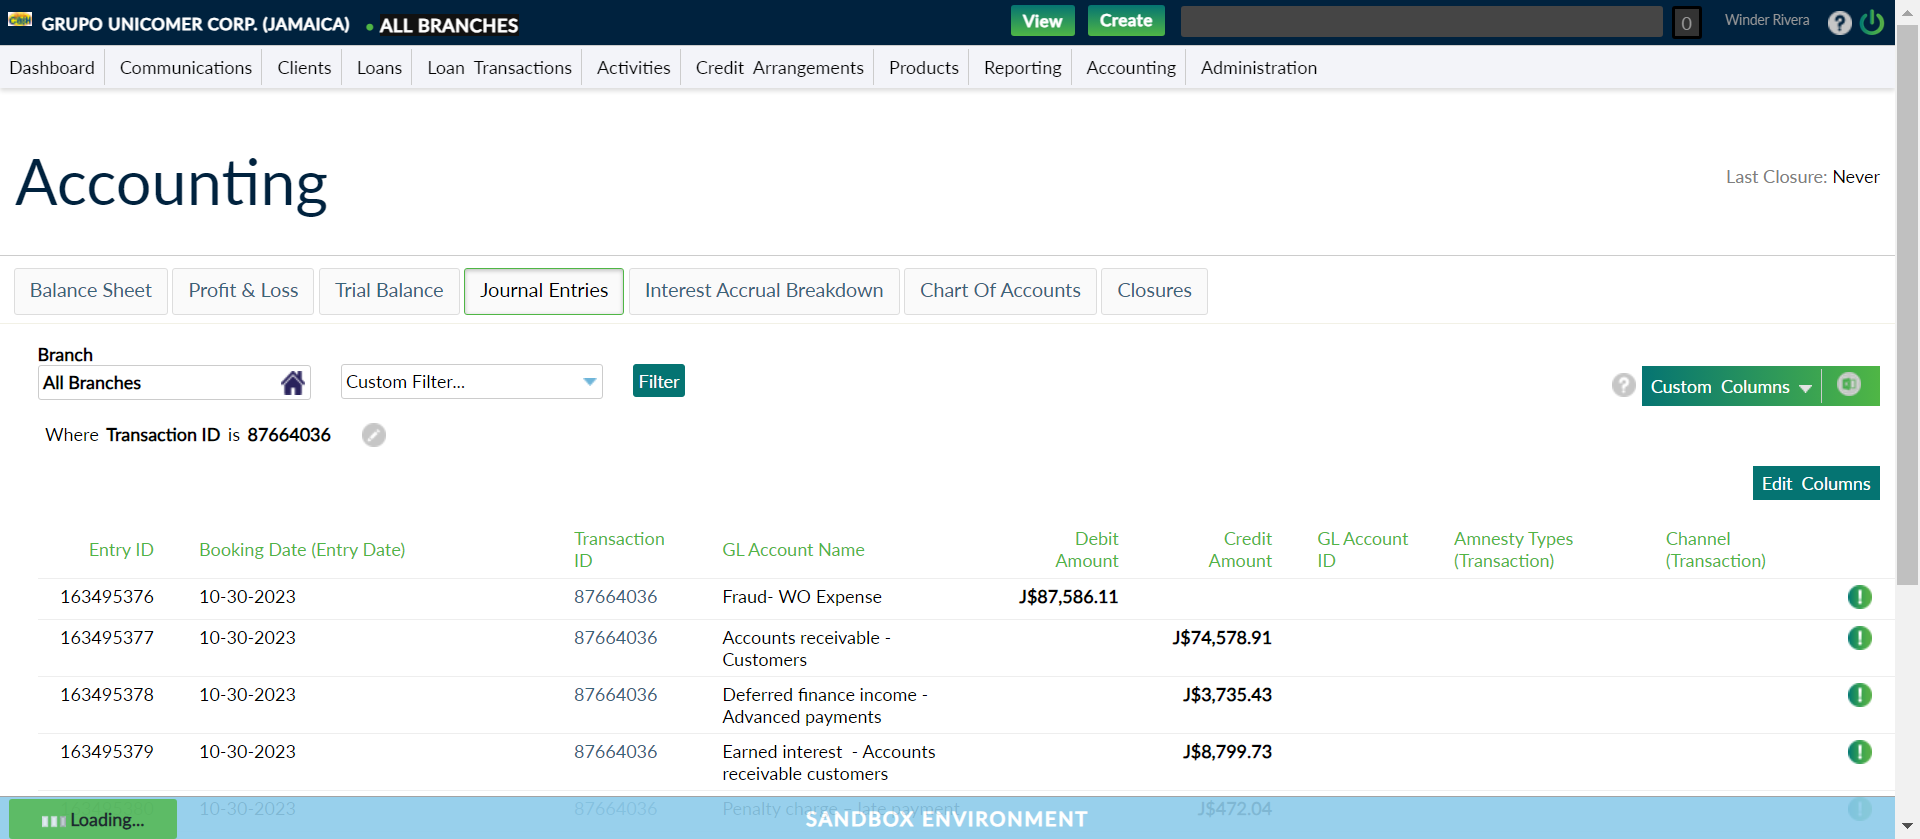 GRUPO UNICOMER CORP. (JAMAICA) • ALL BRANCHES View Create 0 Winder Rivera ?
Dashboard Communications Clients Loans Loan Transactions Activities Credit Arrangements Products Reporting Accounting Administration
Accounting
Last Closure: Never
Balance Sheet Profit & Loss Trial Balance Journal Entries Interest Accrual Breakdown Chart Of Accounts Closures
Branch
All Branches Custom Filter... Filter ? Custom Columns
Where Transaction ID is 87664036
Edit Columns
Entry ID Booking Date (Entry Date) Transaction ID GL Account Name Debit Amount Credit Amount GL Account ID Amnesty Types (Transaction) Channel (Transaction)
163495376 10-30-2023 87664036 Fraud- WO Expense J$87,586.11
163495377 10-30-2023 87664036 Accounts receivable - J$74,578.91
Customers
163495378 10-30-2023 87664036 Deferred finance income - J$3,735.43
Advanced payments
163495379 10-30-2023 87664036 Earned interest - Accounts J$8,799.73
receivable customers
10-30-2023 87664036 Penalty charge - late payment J$472.04
Loading... SANDBOX ENVIRONMENT